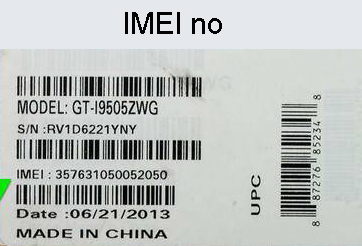 IMEI no
MODEL: GT-I9505ZWG
S/N :RV1D6221YNY
IMEI : 357631050052050
Date :06/21/2013
MADE IN CHINA
UPC
8 87276 85234 8